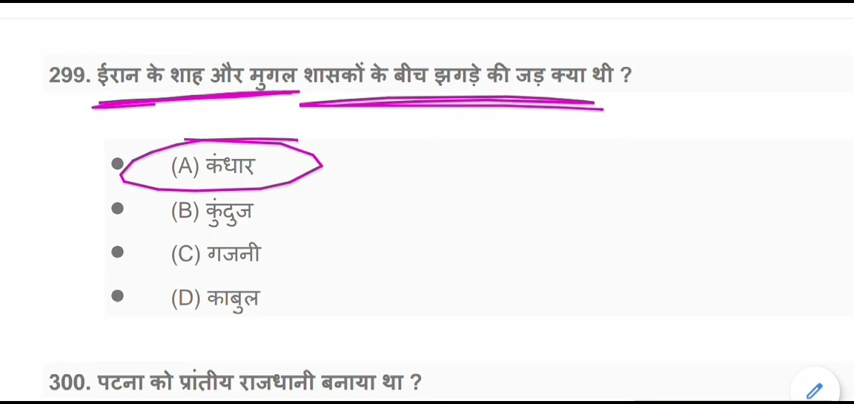 299. ईरान के शाह और मुगल शासकों के बीच झगड़े की जड़ क्या थी ?
(A) कंधार
(B) कुंदुज
(C) गजनी
(D) काबुल
300. पटना को प्रांतीय राजधानी बनाया था ?